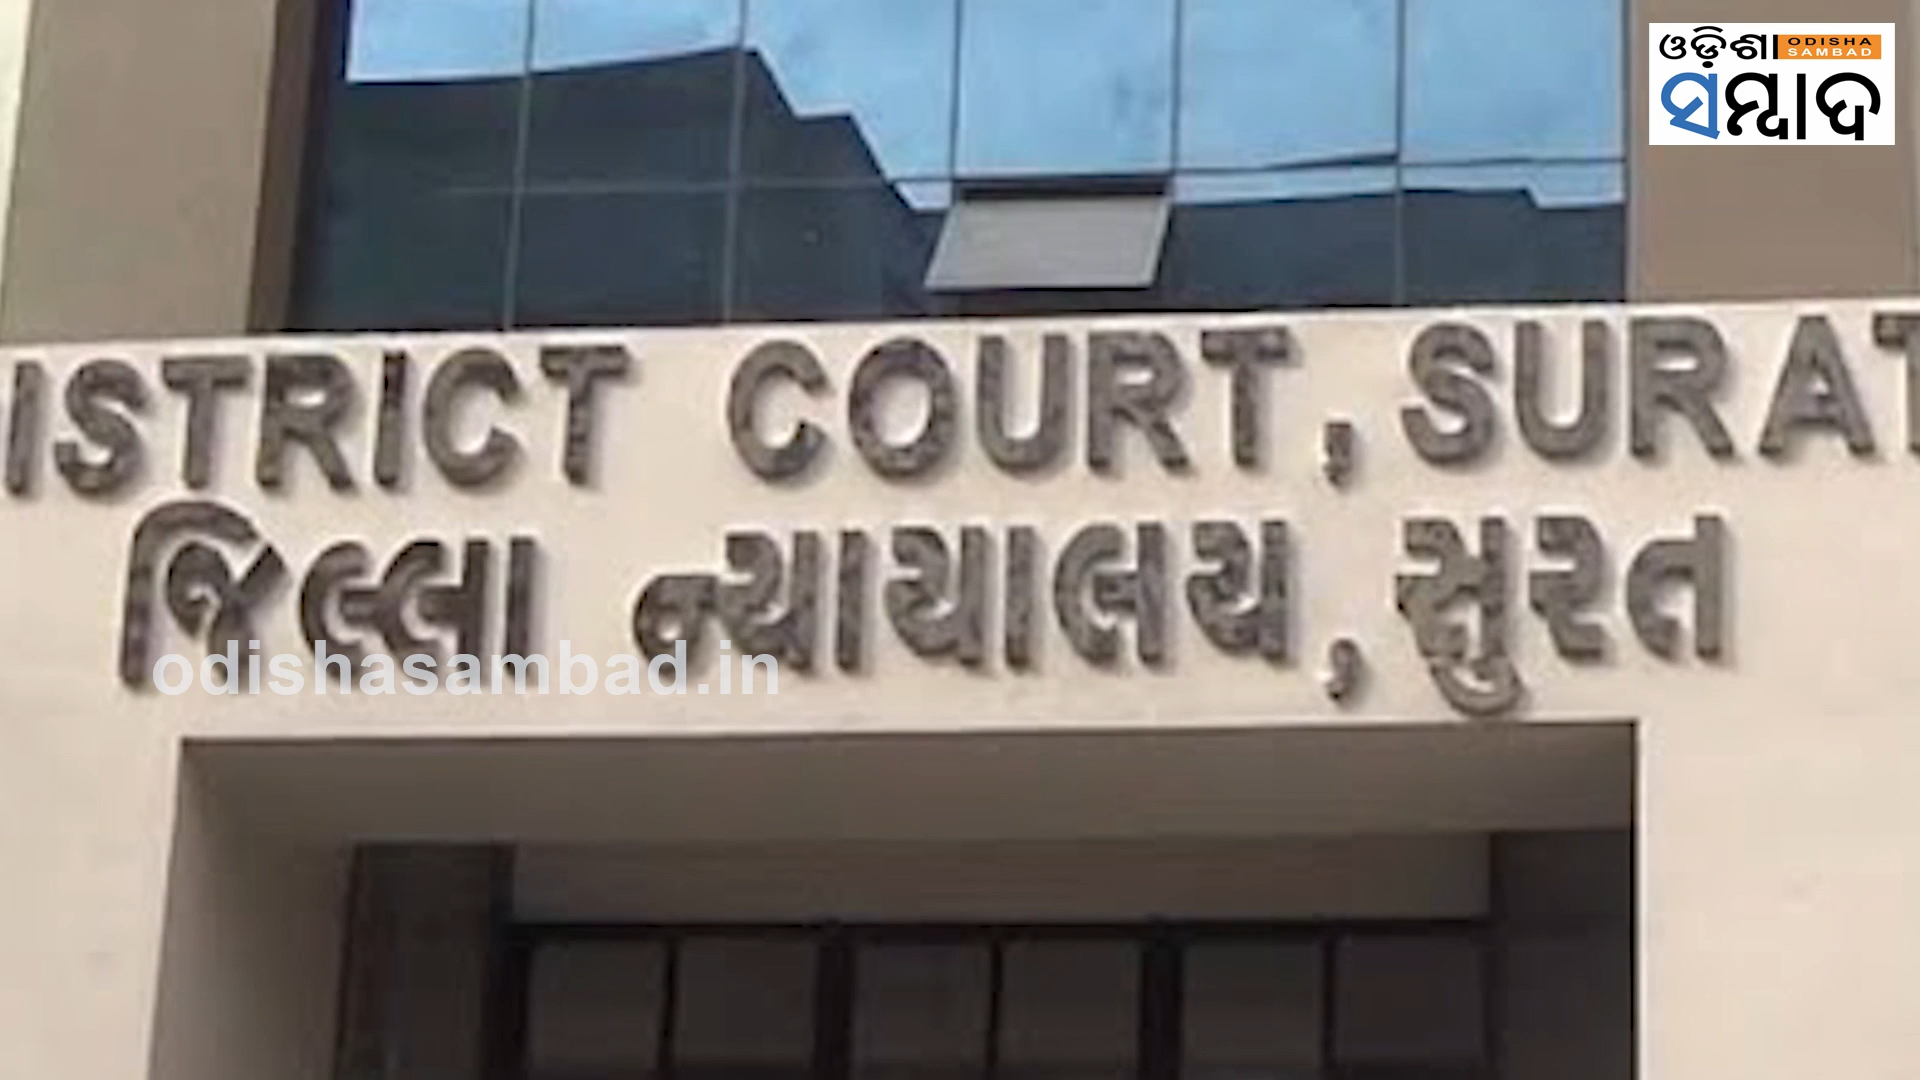 ଓଡ଼ିଶା ODISHA
SAMBAD
ସମ୍ବାଦ
ISTRICT COURT, SURAT
જિલ્લા ન્યાયાલય, સુરત
odishasambad.in